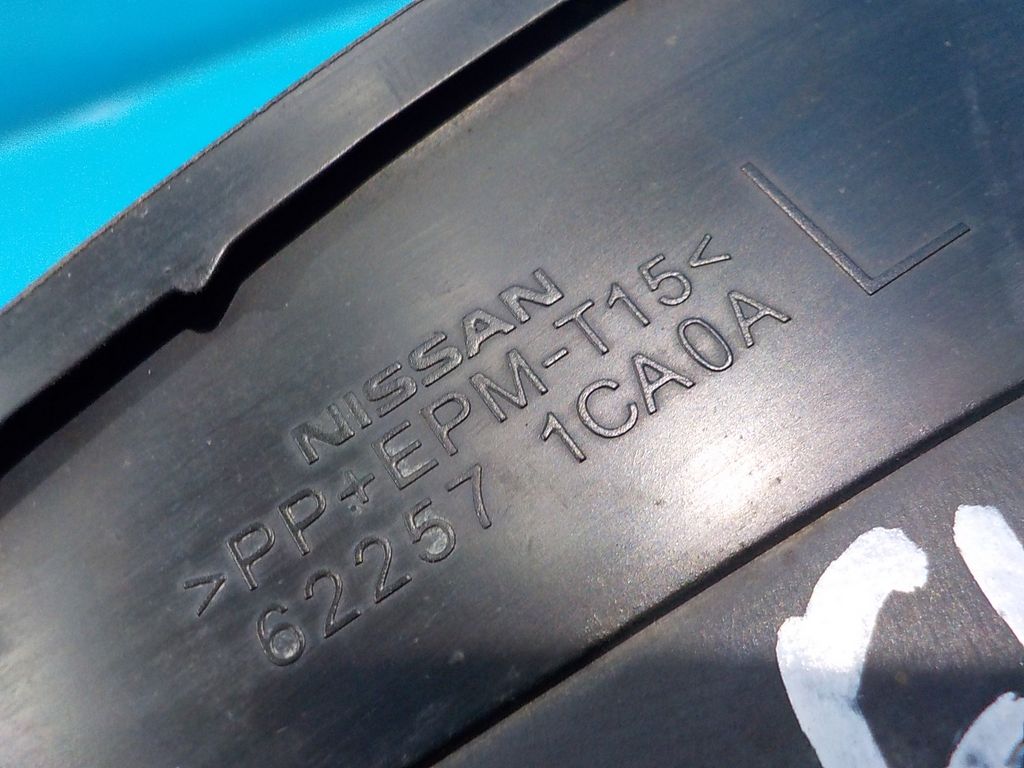 L
NISSAN
>PP+EPM-T15<
62257 1CA0A